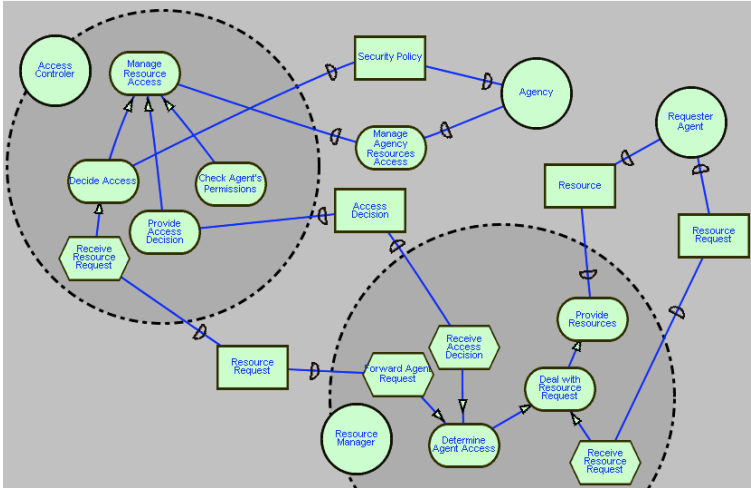 Access
Controler
Manage
Resource
Access
Security Policy
Agency
Requester
Agent
Manage
Agency
Resources
Access
Decide Access
Check Agent's
Permissions
Resource
Provide
Access
Decision
Access
Decision
Resource
Request
Receive
Resource
Request
Provide
Resources
Receive
Access
Decision
Resource
Request
Forward Agent
Request
Deal with
Resource
Request
Resource
Manager
Determine
Agent Access
Receive
Resource
Request